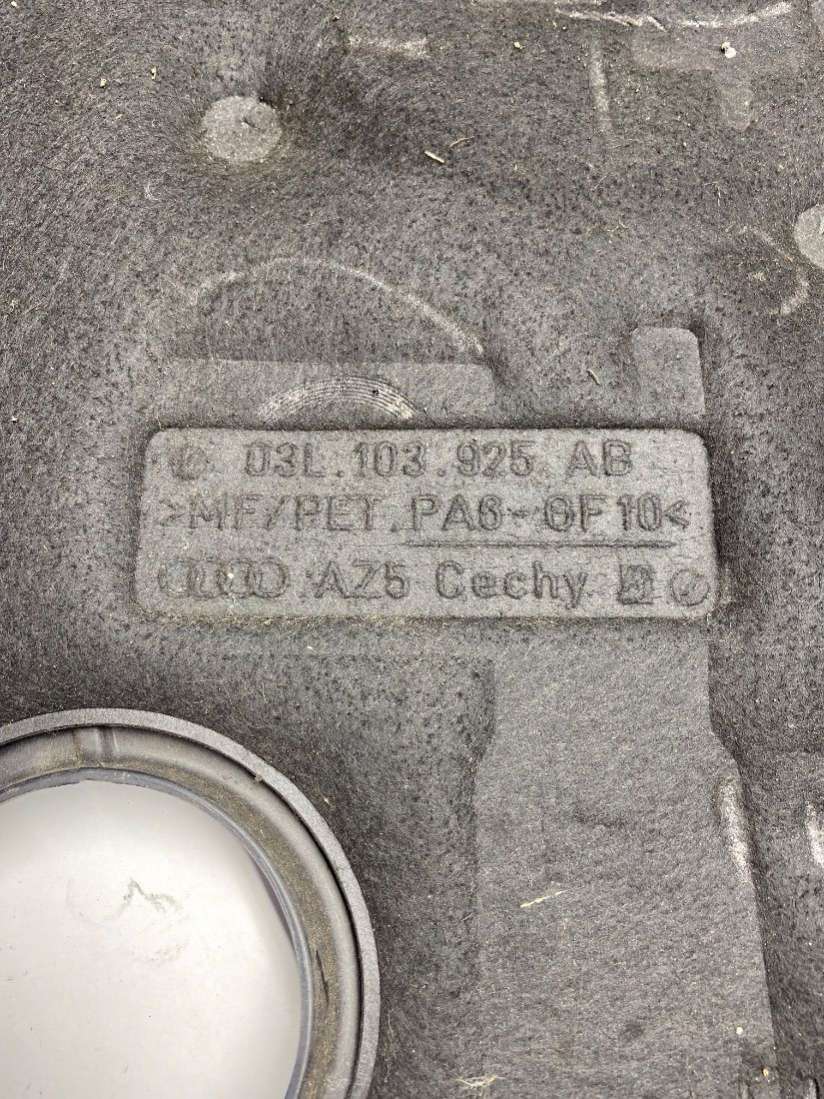 03L.103.925 AB
>MF/PET.PA6-GF10<
AZ5 Cechy